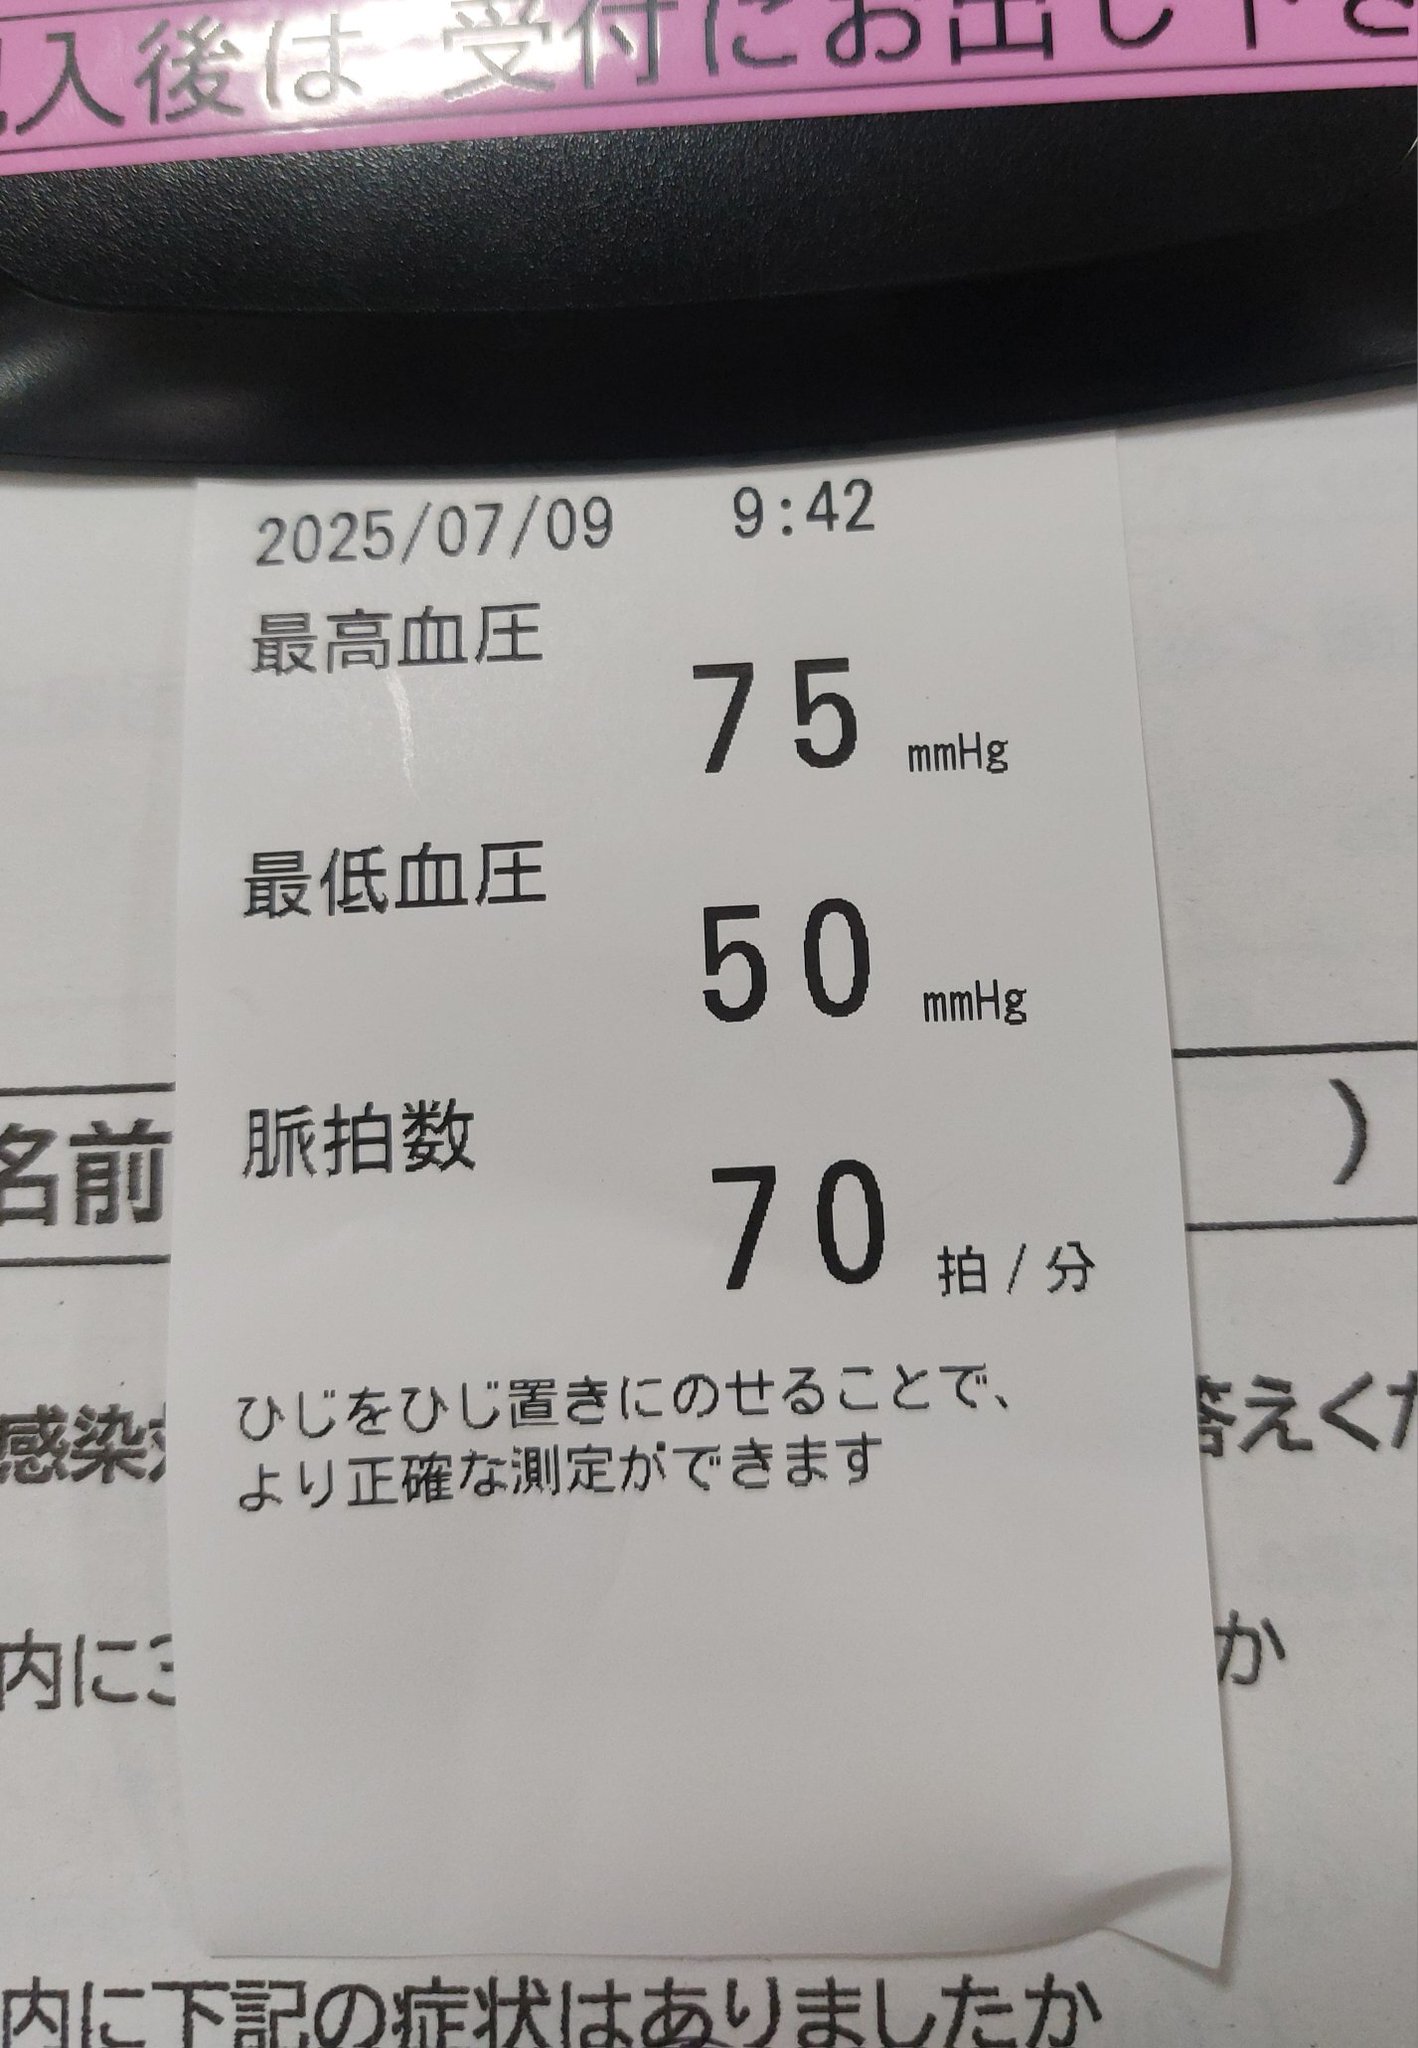 入後は 受付にお出し下さ
2025/07/09 9:42
最高血圧
75 mmHg
最低血圧
50 mmHg
名前
)
脈拍数
70 拍/分
ひじをひじ置きにのせることで、
より正確な測定ができます
感染 答えくだ
内に3 か
内に下記の症状はありましたか